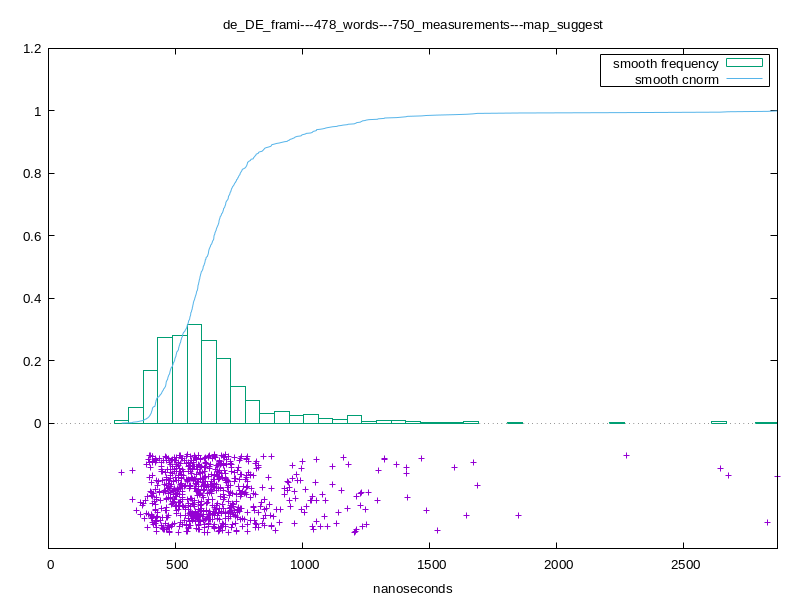 de_DE_frami---478_words---750_measurements---map_suggest
smooth frequency
smooth cnorm
1.2
1
0.8
0.6
0.4
0.2
0
0 500 1000 1500 2000 2500
nanoseconds